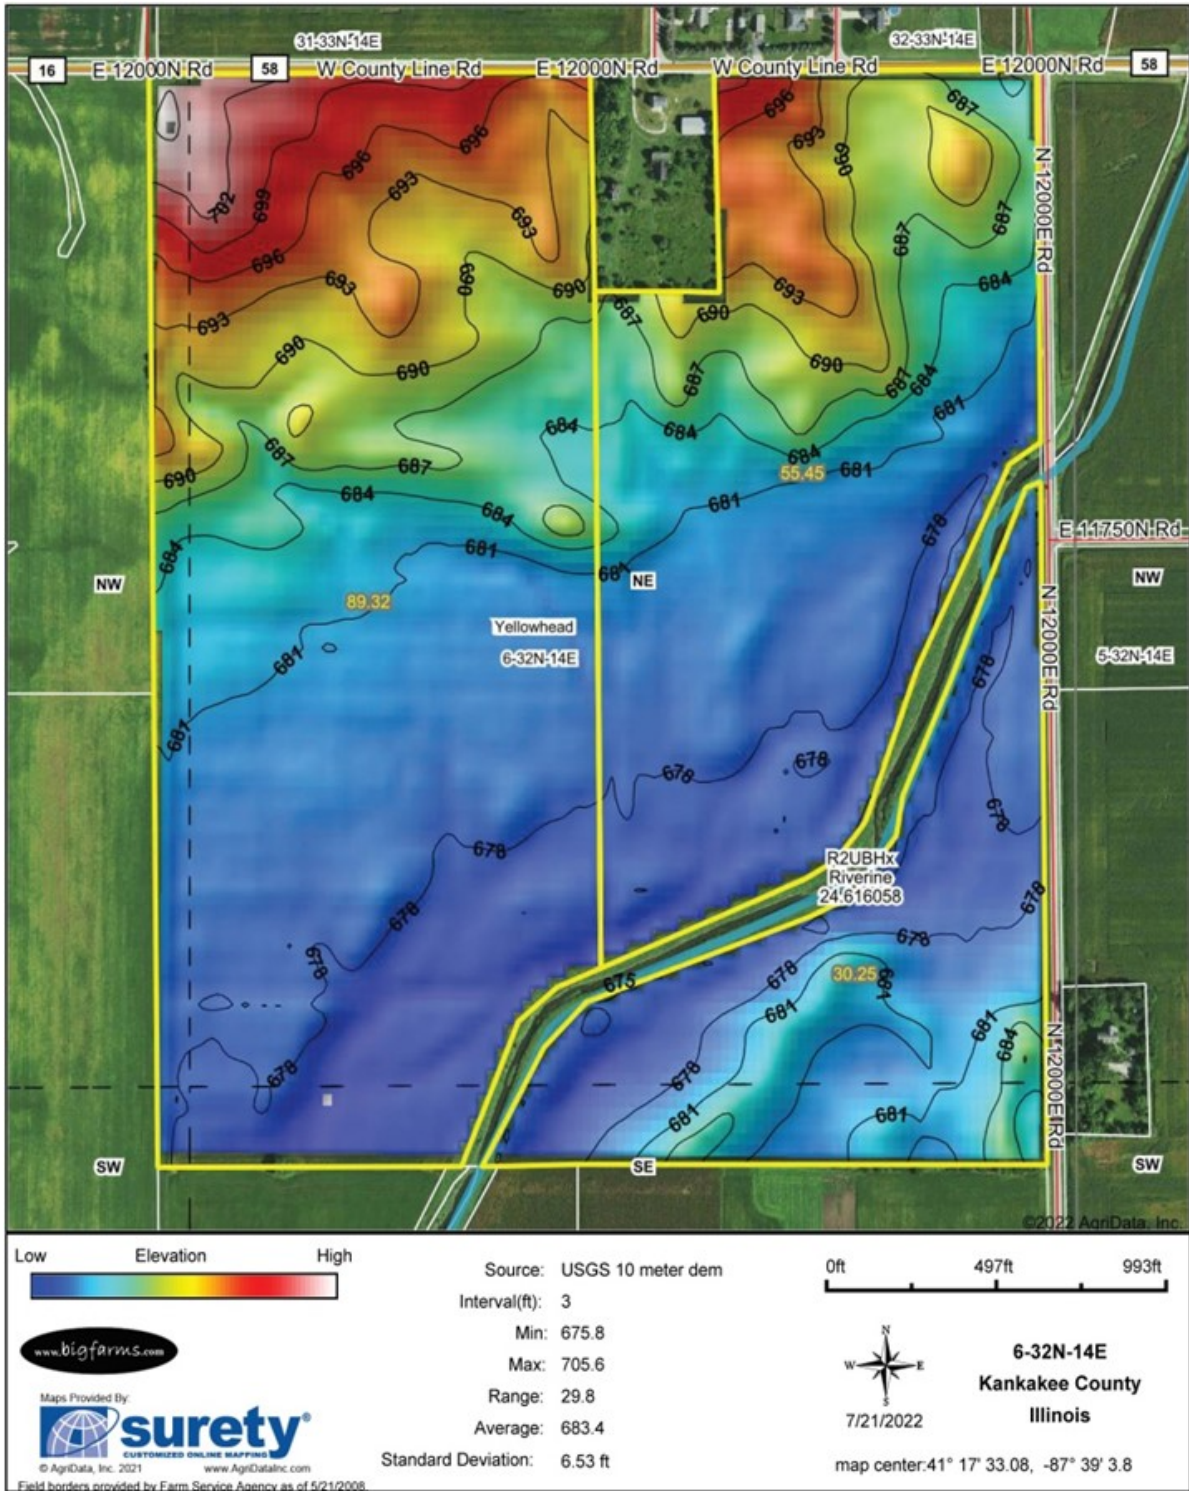 31-33N-14E
32-33N-14E
16
E 12000N Rd
58
W County Line Rd
E 12000N Rd
W County Line Rd
E 12000N Rd
58
687
696
696
693
690
696
693
702
699
693
N 12000E Rd
687
687
696
690
684
693
690
693
693
690
687
690
690
690
687
684
681
684
684
687
687
684
681
690
55.45
684
681
684
678
681
E 11750N Rd
684
681
NW
NE
NW
89.32
N 12000E Rd
Yellowhead
6-32N-14E
681
678
5-32N-14E
681
678
678
678
678
R2UBHx
Riverine
24.616058
678
678
678
678
678
30.25
675
681
681
681
684
N 12000E Rd
678
678
681
681
SW
SE
SW
©2022 AgriData, Inc.
Low Elevation High
Source: USGS 10 meter dem
Interval(ft): 3
Min: 675.8
Max: 705.6
Range: 29.8
Average: 683.4
Standard Deviation: 6.53 ft
0ft 497ft 993ft
www.bigfarms.com
N
W E
S
7/21/2022
6-32N-14E
Kankakee County
Illinois
map center:41° 17' 33.08, -87° 39' 3.8
Maps Provided By:
surety®
CUSTOMIZED ONLINE MAPPING
© AgriData, Inc. 2021 www.AgriDataInc.com
Field borders provided by Farm Service Agency as of 5/21/2008.